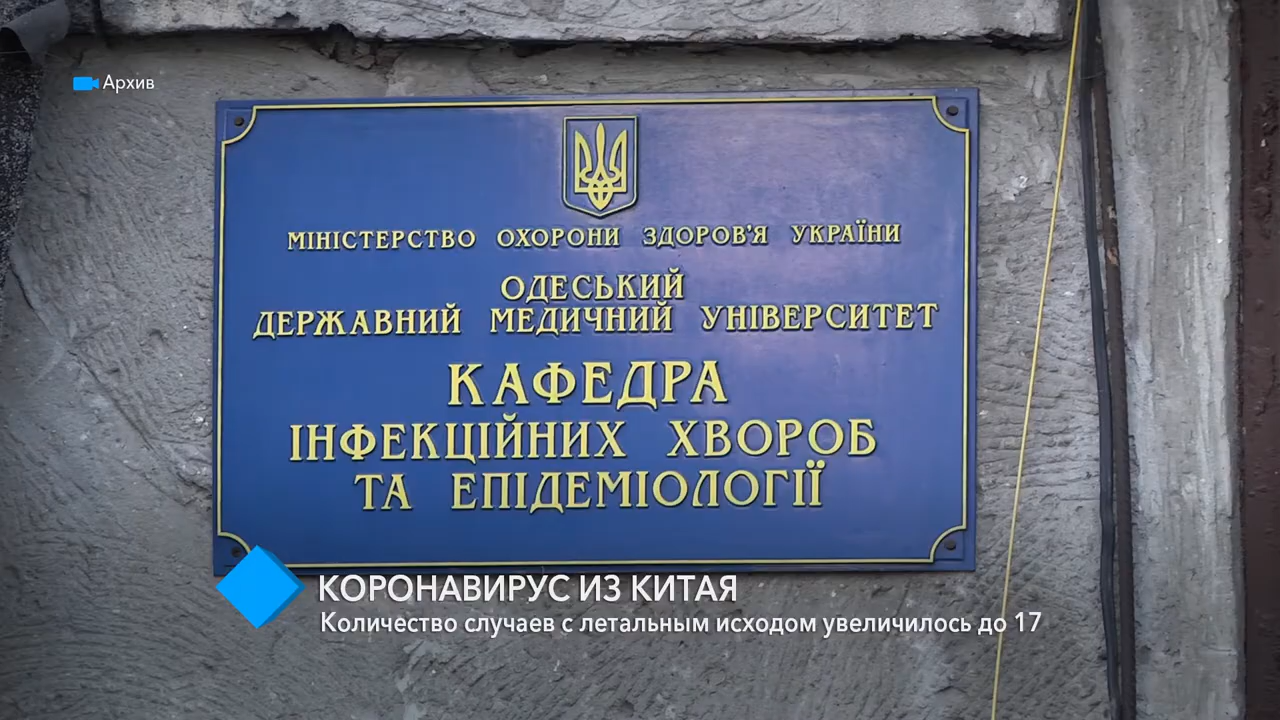 Архив
МІНІСТЕРСТВО ОХОРОНИ ЗДОРОВ'Я УКРАЇНИ
ОДЕСЬКИЙ
ДЕРЖАВНИЙ МЕДИЧНИЙ УНІВЕРСИТЕТ
КАФЕДРА
ІНФЕКЦІЙНИХ ХВОРОБ
ТА ЕПІДЕМІОЛОГІЇ
КОРОНАВИРУС ИЗ КИТАЯ
Количество случаев с летальным исходом увеличилось до 17